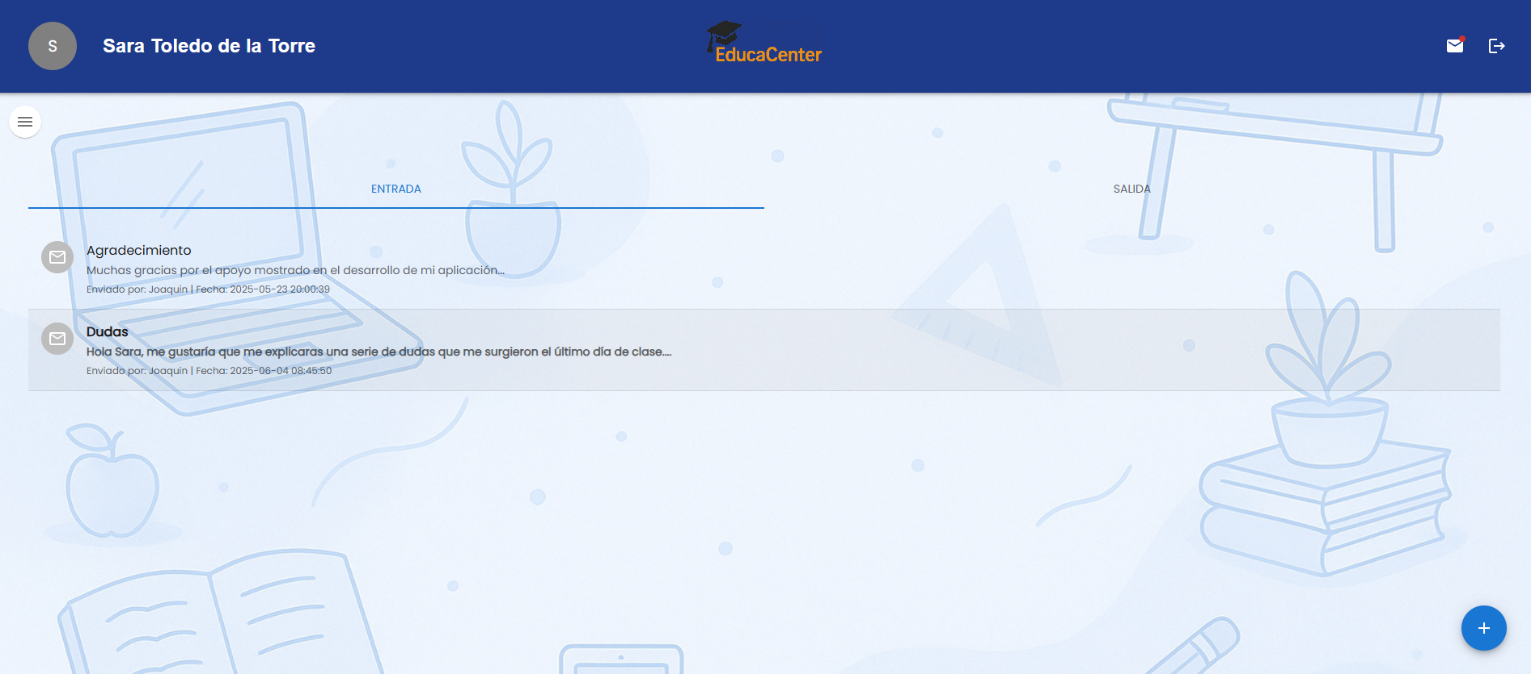 S
Sara Toledo de la Torre
EducaCenter
ENTRADA
SALIDA
Agradecimiento
Muchas gracias por el apoyo mostrado en el desarrollo de mi aplicación...
Enviado por: Joaquin | Fecha: 2025-05-23 20:00:39
Dudas
Hola Sara, me gustaría que me explicaras una serie de dudas que me surgieron el último día de clase....
Enviado por: Joaquin | Fecha: 2025-06-04 08:45:50